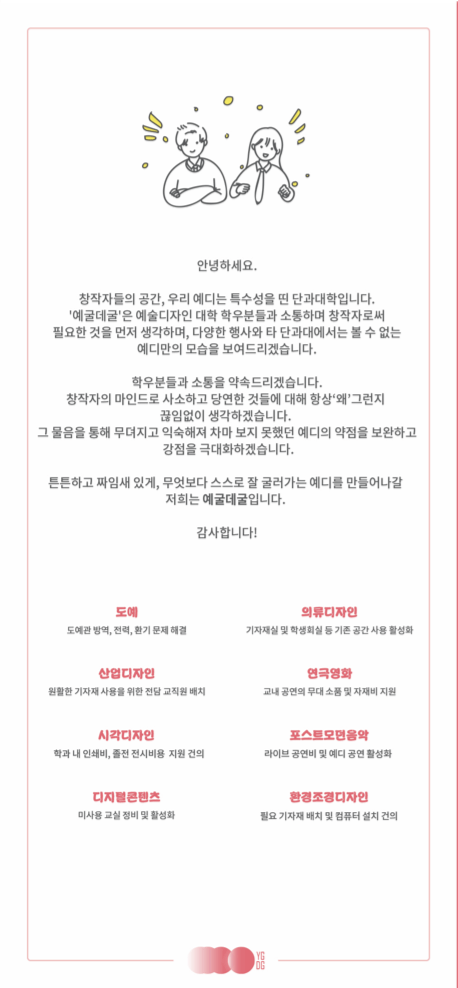 안녕하세요.
창작자들의 공간, 우리 예디는 특수성을 띤 단과대학입니다.
'예굴데굴'은 예술디자인 대학 학우분들과 소통하며 창작자로써
필요한 것을 먼저 생각하며, 다양한 행사와 타 단과대에서는 볼 수 없는
예디만의 모습을 보여드리겠습니다.
학우분들과 소통을 약속드리겠습니다.
창작자의 마인드로 사소하고 당연한 것들에 대해 항상'왜'그런지
끊임없이 생각하겠습니다.
그 물음을 통해 무뎌지고 익숙해져 차마 보지 못했던 예디의 약점을 보완하고
강점을 극대화하겠습니다.
튼튼하고 짜임새 있게, 무엇보다 스스로 잘 굴러가는 예디를 만들어나갈
저희는 예굴데굴입니다.
감사합니다!
도예
도예관 방역, 전력, 환기 문제 해결
의류디자인
기자재실 및 학생회실 등 기존 공간 사용 활성화
산업디자인
원활한 기자재 사용을 위한 전담 교직원 배치
연극영화
교내 공연의 무대 소품 및 자재비 지원
시각디자인
학과 내 인쇄비, 졸전 전시비용 지원 건의
포스트모던음악
라이브 공연비 및 예디 공연 활성화
디지털콘텐츠
미사용 교실 정비 및 활성화
환경조경디자인
필요 기자재 배치 및 컴퓨터 설치 건의
YG
DG